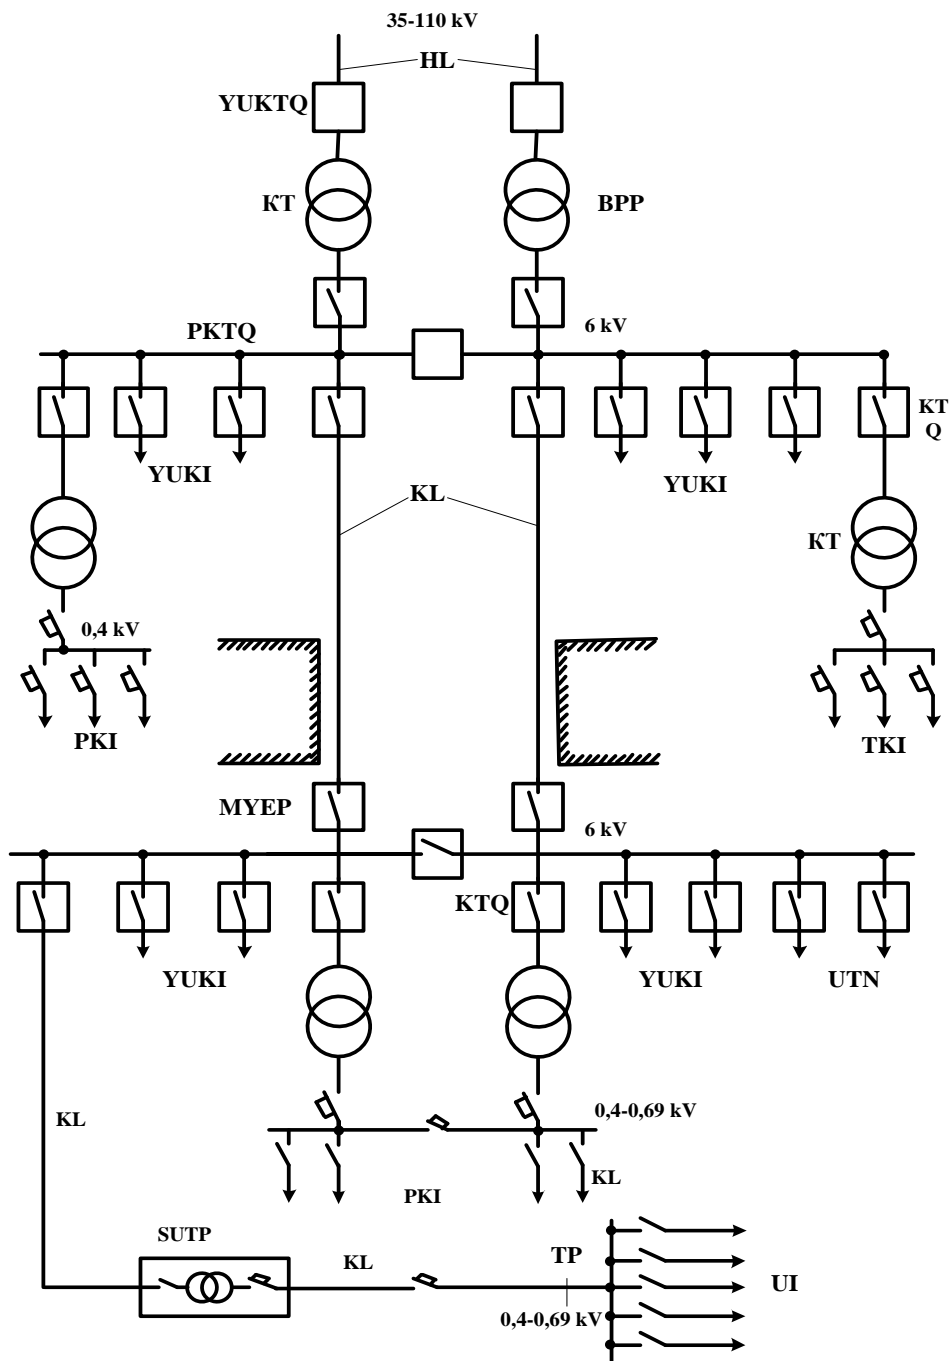 35-110 kV
HL
YUKTQ
КТ
BPP
PKTQ
6 kV
KT
Q
YUKI
YUKI
KL
КТ
0,4 kV
PKI
TKI
MYEP
6 kV
KTQ
YUKI
YUKI
UTN
KL
0,4-0,69 kV
KL
PKI
SUTP
KL
TP
UI
0,4-0,69 kV